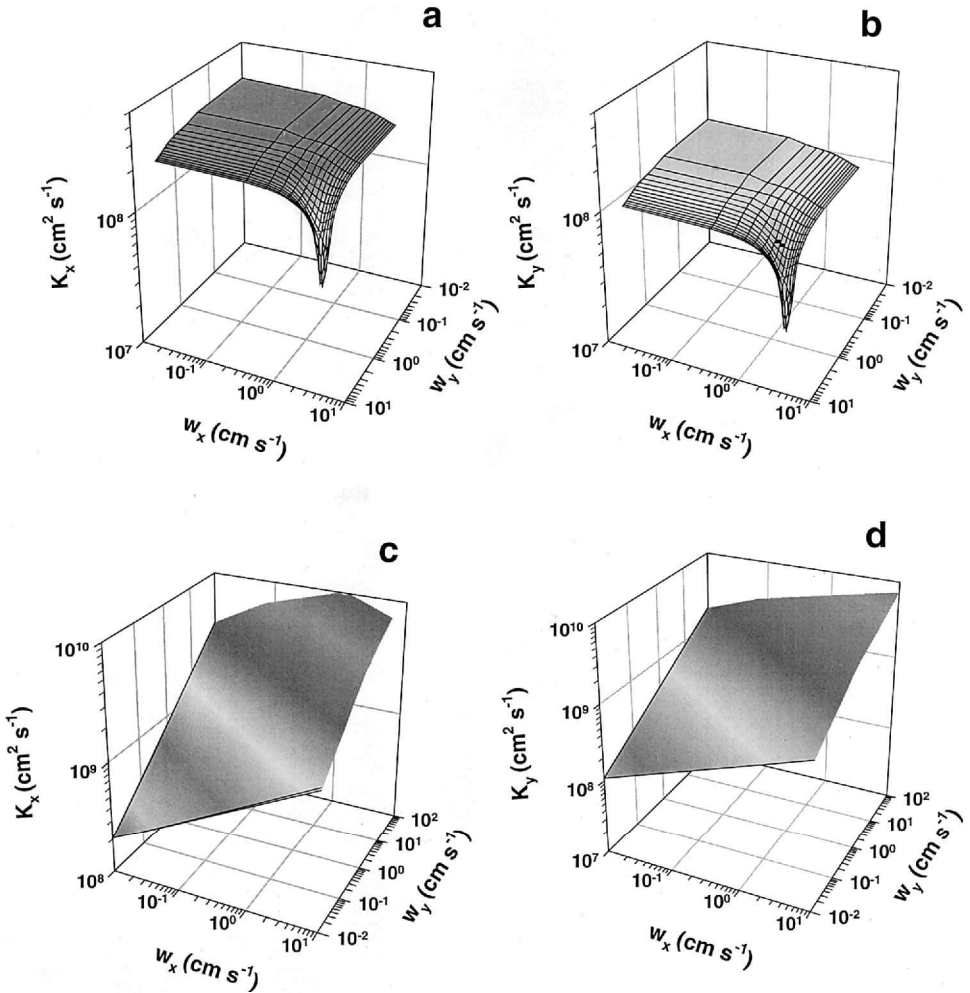 a
K_x (cm² s⁻¹)
10⁸
10⁷
10⁻¹
10⁰
10¹
w_x (cm s⁻¹)
10⁻²
10⁻¹
10⁰
10¹
w_y (cm s⁻¹)
b
K_y (cm² s⁻¹)
10⁸
10⁷
10⁻¹
10⁰
10¹
w_x (cm s⁻¹)
10⁻²
10⁻¹
10⁰
10¹
w_y (cm s⁻¹)
c
K_x (cm² s⁻¹)
10¹⁰
10⁹
10⁸
10⁻¹
10⁰
10¹
w_x (cm s⁻¹)
10²
10¹
10⁰
10⁻¹
10⁻²
w_y (cm s⁻¹)
d
K_y (cm² s⁻¹)
10¹⁰
10⁹
10⁸
10⁷
10⁻¹
10⁰
10¹
w_x (cm s⁻¹)
10²
10¹
10⁰
10⁻¹
10⁻²
w_y (cm s⁻¹)